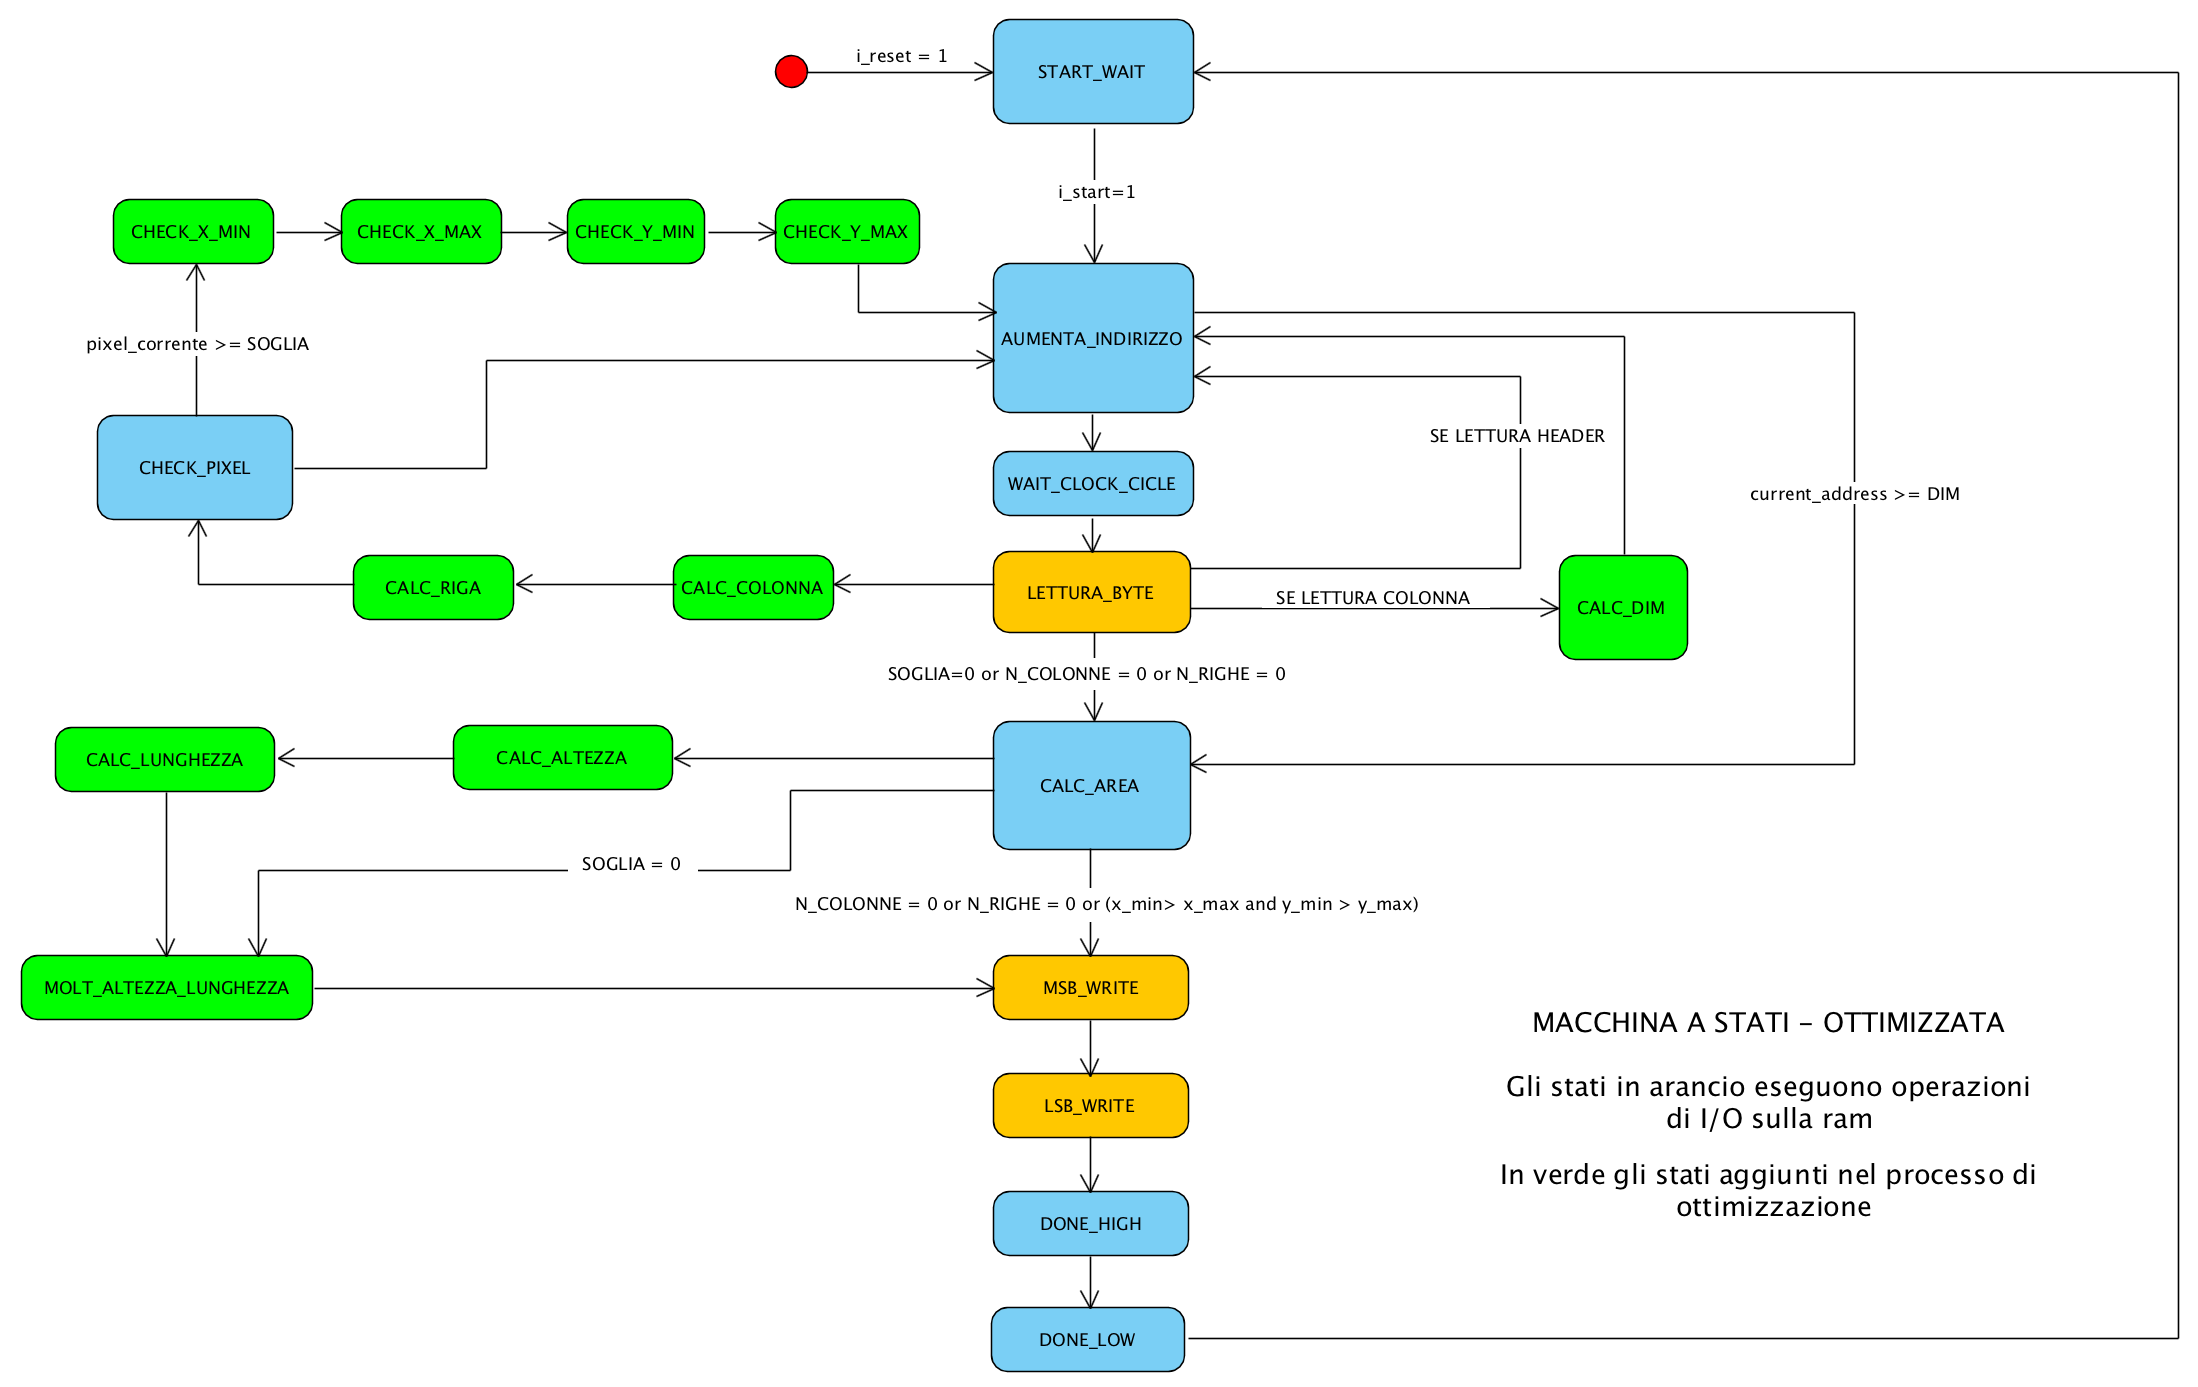 i_reset = 1
START_WAIT
i_start=1
CHECK_X_MIN
CHECK_X_MAX
CHECK_Y_MIN
CHECK_Y_MAX
AUMENTA_INDIRIZZO
pixel_corrente >= SOGLIA
SE LETTURA HEADER
CHECK_PIXEL
WAIT_CLOCK_CICLE
current_address >= DIM
CALC_RIGA
CALC_COLONNA
LETTURA_BYTE
SE LETTURA COLONNA
CALC_DIM
SOGLIA=0 or N_COLONNE = 0 or N_RIGHE = 0
CALC_LUNGHEZZA
CALC_ALTEZZA
CALC_AREA
SOGLIA = 0
N_COLONNE = 0 or N_RIGHE = 0 or (x_min> x_max and y_min > y_max)
MOLT_ALTEZZA_LUNGHEZZA
MSB_WRITE
MACCHINA A STATI - OTTIMIZZATA
Gli stati in arancio eseguono operazioni
di I/O sulla ram
LSB_WRITE
In verde gli stati aggiunti nel processo di
ottimizzazione
DONE_HIGH
DONE_LOW